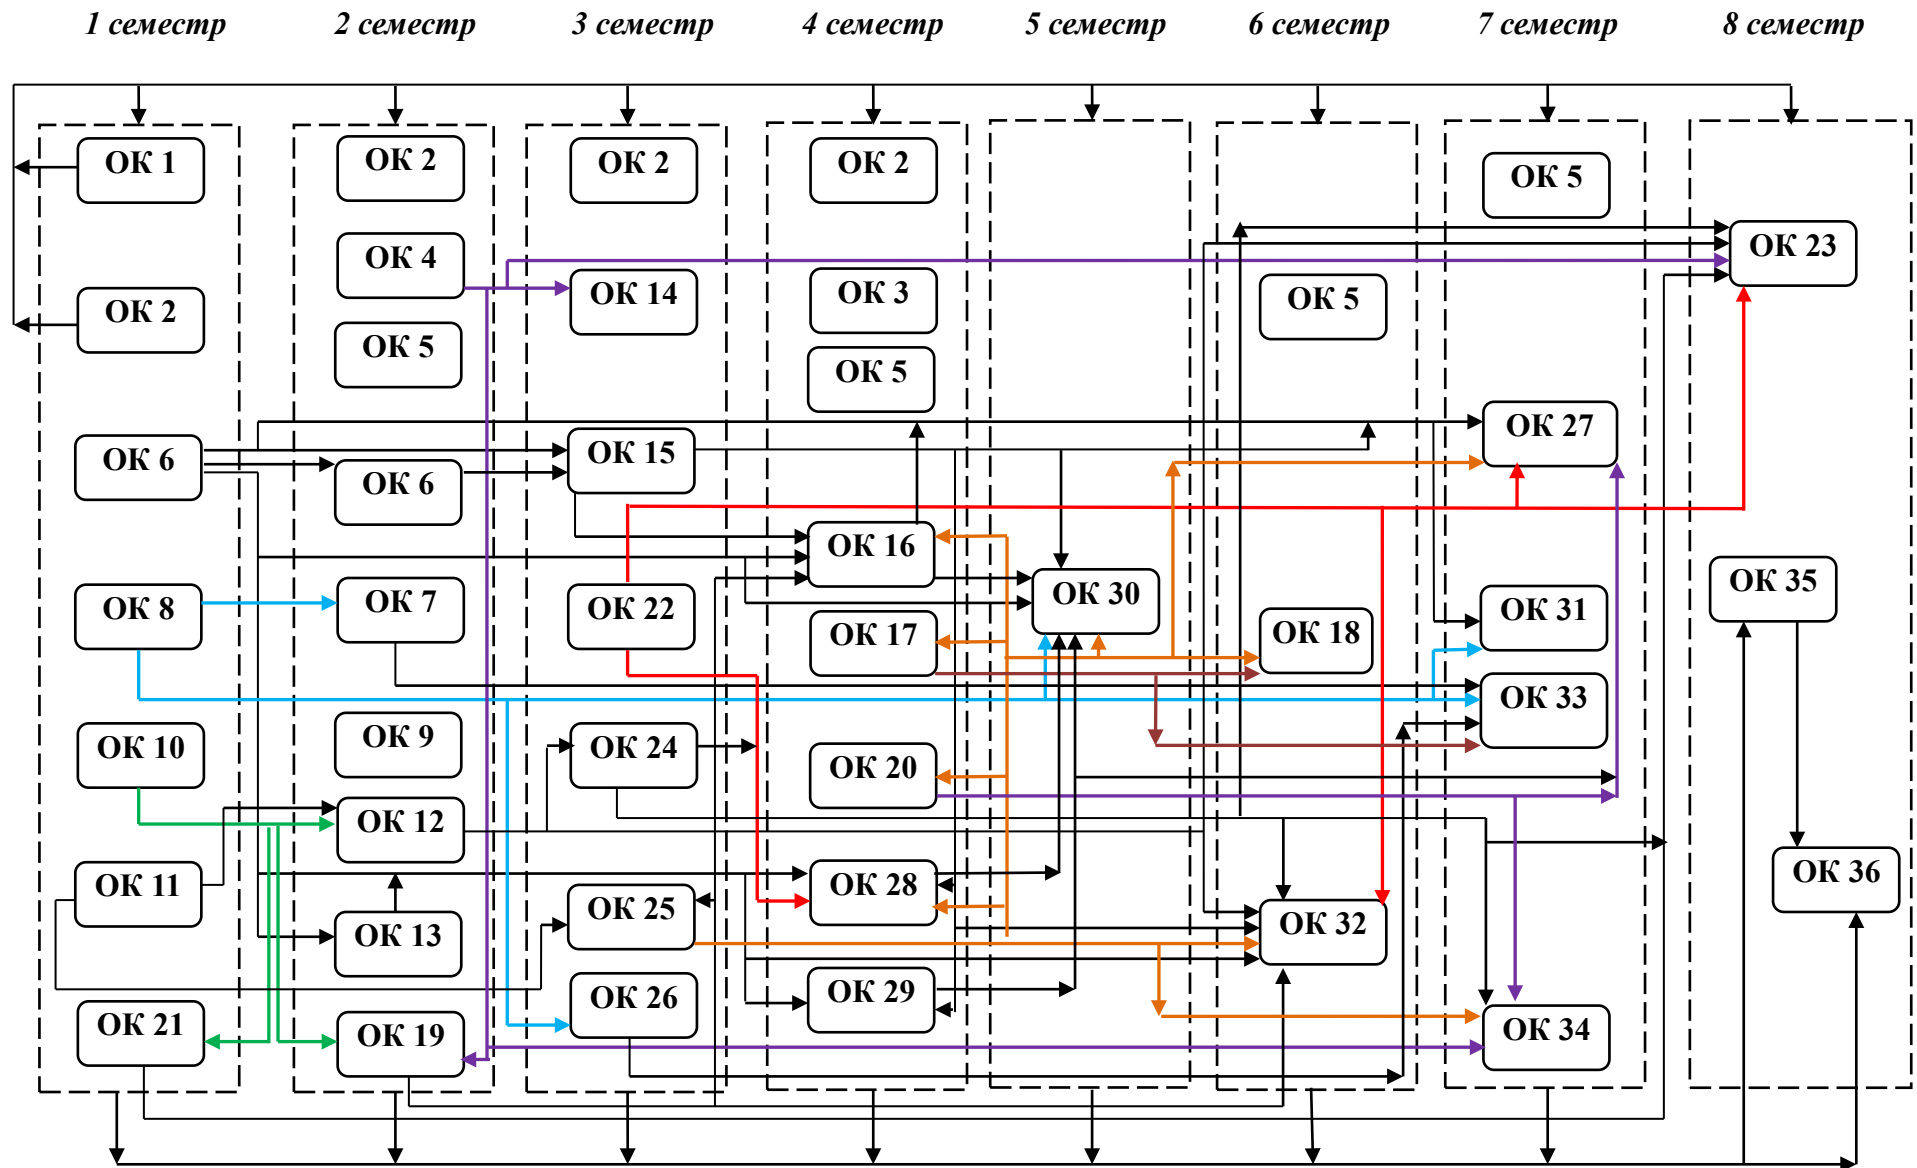 1 семестр
2 семестр
3 семестр
4 семестр
5 семестр
6 семестр
7 семестр
8 семестр
ОК 1
ОК 2
ОК 6
ОК 8
ОК 10
ОК 11
ОК 21
ОК 2
ОК 4
ОК 5
ОК 6
ОК 7
ОК 9
ОК 12
ОК 13
ОК 19
ОК 2
ОК 14
ОК 15
ОК 22
ОК 24
ОК 25
ОК 26
ОК 2
ОК 3
ОК 5
ОК 16
ОК 17
ОК 20
ОК 28
ОК 29
ОК 30
ОК 5
ОК 18
ОК 32
ОК 5
ОК 27
ОК 31
ОК 33
ОК 34
ОК 23
ОК 35
ОК 36